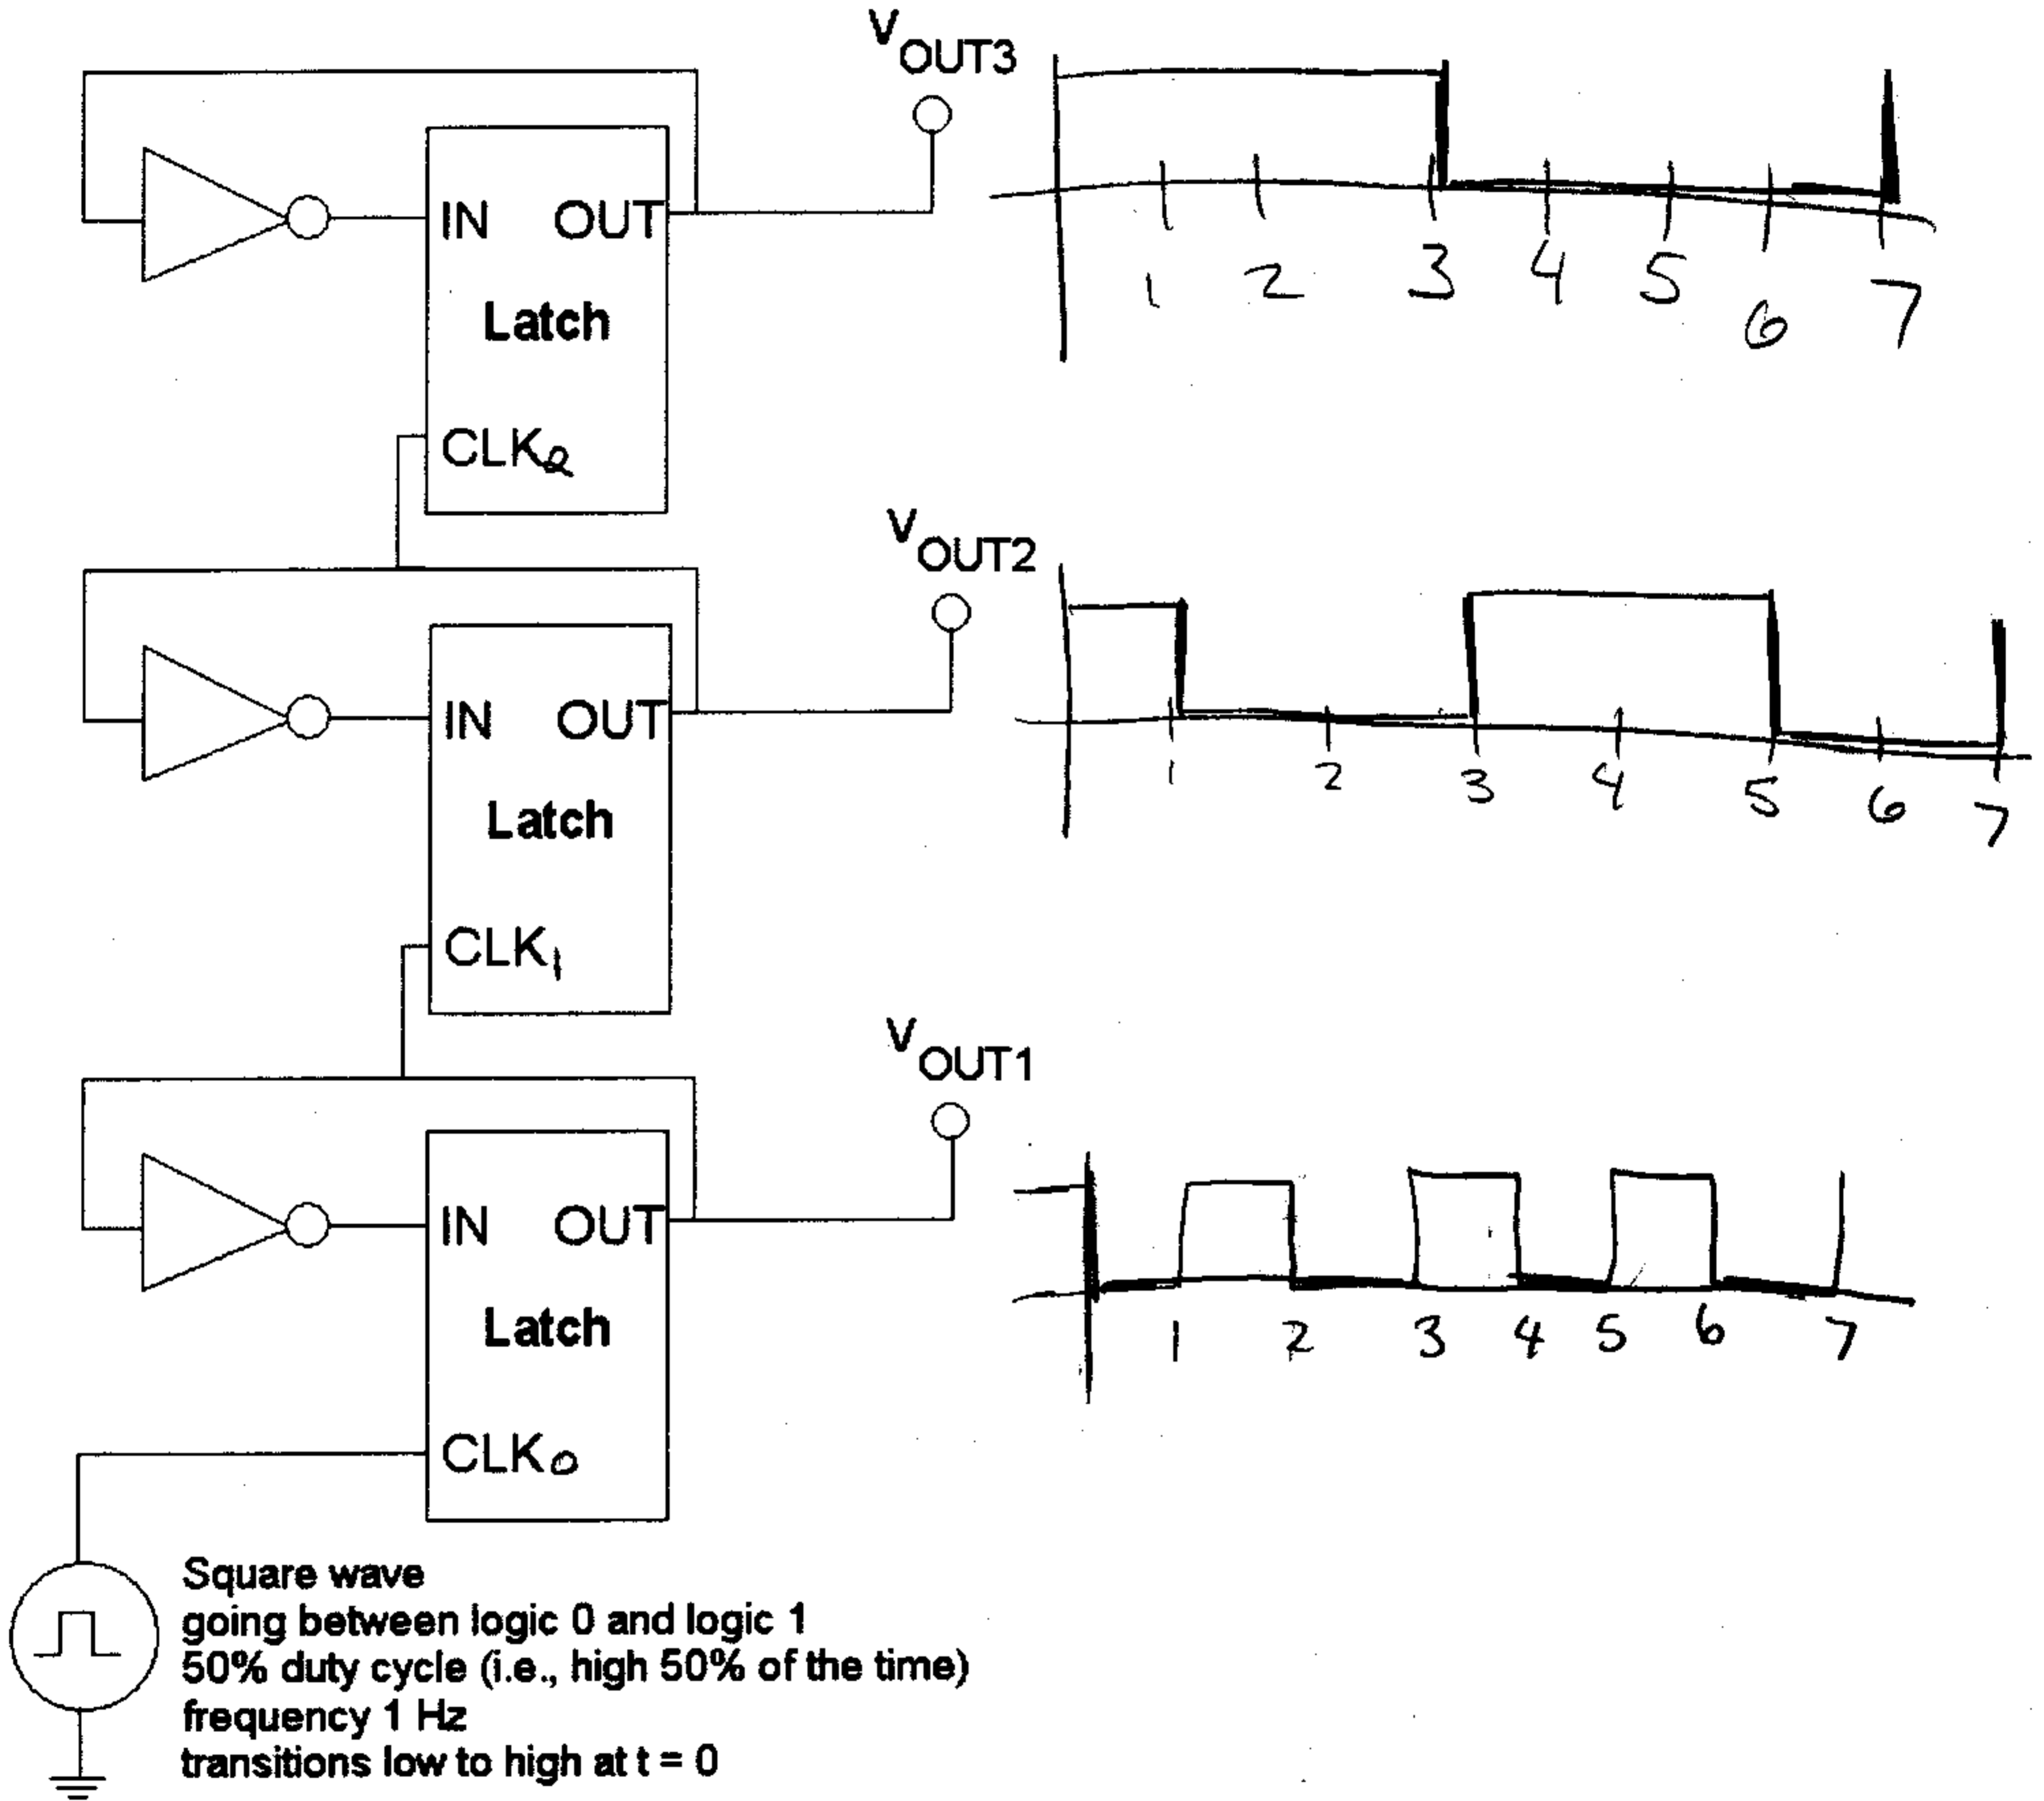 VOUT3
IN OUT
Latch
CLK2
1 2 3 4 5 6 7
VOUT2
IN OUT
Latch
CLK1
1 2 3 4 5 6 7
VOUT1
IN OUT
Latch
CLK0
1 2 3 4 5 6 7
Square wave
going between logic 0 and logic 1
50% duty cycle (i.e., high 50% of the time)
frequency 1 Hz
transitions low to high at t = 0